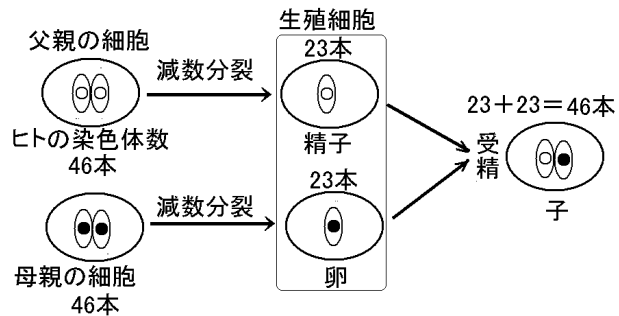 父親の細胞
ヒトの染色体数
46本
減数分裂
生殖細胞
23本
精子
母親の細胞
46本
減数分裂
23本
卵
受精
23+23=46本
子